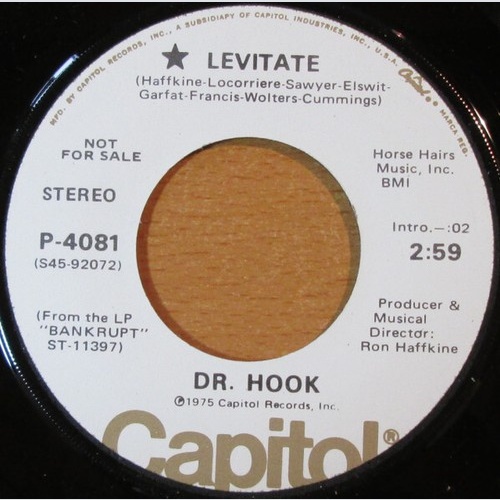 MFD. BY CAPITOL RECORDS, INC., A SUBSIDIARY OF CAPITOL INDUSTRIES, INC., U.S.A.
MARCA REG.
★ LEVITATE
(Haffkine-Locorriere-Sawyer-Elswit-
Garfat-Francis-Wolters-Cummings)
NOT
FOR SALE
STEREO
P-4081
(S45-92072)
(From the LP
"BANKRUPT"
ST-11397)
Horse Hairs
Music, Inc.
BMI
Intro.–:02
2:59
Producer &
Musical
Director:
Ron Haffkine
DR. HOOK
℗1975 Capitol Records, Inc.
Capitol®